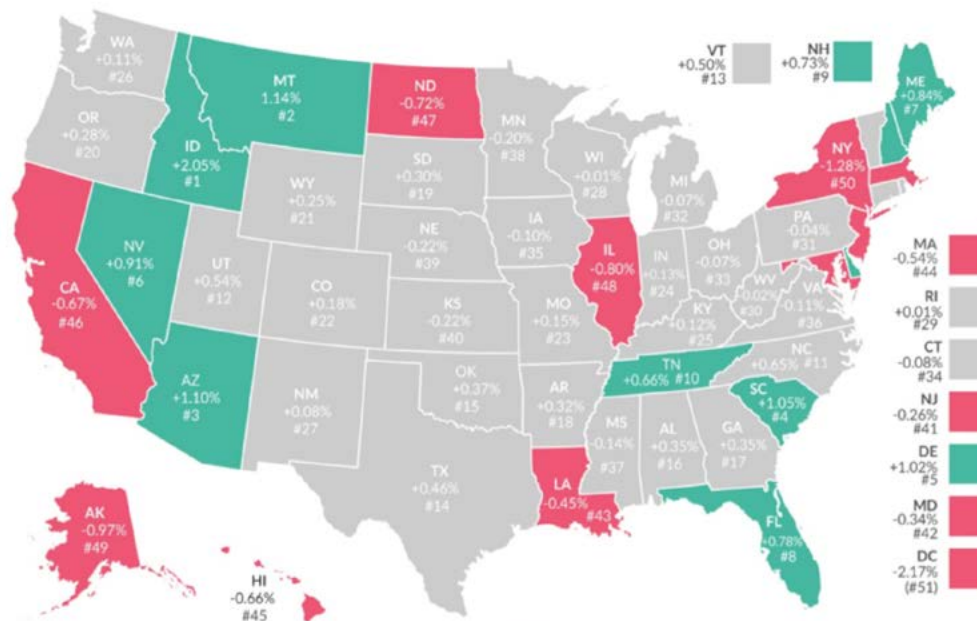 WA
+0.11%
#26
MT
1.14%
#2
ND
-0.72%
#47
VT
+0.50%
#13
NH
+0.73%
#9
ME
+0.84%
#7
OR
+0.28%
#20
ID
+2.05%
#1
MN
-0.20%
#38
WI
+0.01%
#28
MI
-0.07%
#32
NY
-1.28%
#50
SD
+0.30%
#19
WY
+0.25%
#21
NV
+0.91%
#6
UT
+0.54%
#12
CO
+0.18%
#22
NE
-0.22%
#39
IA
-0.10%
#35
IL
-0.80%
#48
IN
+0.13%
#24
OH
-0.07%
#33
PA
-0.04%
#31
WV
-0.02%
#30
VA
-0.11%
#36
CA
-0.67%
#46
KS
-0.22%
#40
MO
+0.15%
#23
KY
+0.12%
#25
TN
+0.66% #10
NC
+0.65% #11
AZ
+1.10%
#3
NM
+0.08%
#27
OK
+0.37%
#15
AR
+0.32%
#18
SC
+1.05%
#4
MS
-0.14%
#37
AL
+0.35%
#16
GA
+0.35%
#17
TX
+0.46%
#14
LA
-0.45%
#43
FL
+0.78%
#8
AK
-0.97%
#49
HI
-0.66%
#45
MA
-0.54%
#44
RI
+0.01%
#29
CT
-0.08%
#34
NJ
-0.26%
#41
DE
+1.02%
#5
MD
-0.34%
#42
DC
-2.17%
(#51)